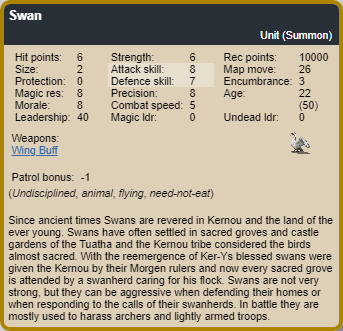 Swan
Unit (Summon)
Hit points: 6 Strength: 6 Rec points: 10000
Size: 2 Attack skill: 8 Map move: 26
Protection: 0 Defence skill: 7 Encumbrance: 3
Magic res: 8 Precision: 8 Age: 22
Morale: 8 Combat speed: 5 (50)
Leadership: 40 Magic ldr: 0 Undead ldr: 0
Weapons:
Wing Buff
Patrol bonus: -1
(Undisciplined, animal, flying, need-not-eat)
Since ancient times Swans are revered in Kernou and the land of the
ever young. Swans have often settled in sacred groves and castle
gardens of the Tuatha and the Kernou tribe considered the birds
almost sacred. With the reemergence of Ker-Ys blessed swans were
given the Kernou by their Morgen rulers and now every sacred grove
is attended by a swanherd caring for his flock. Swans are not very
strong, but they can be aggressive when defending their homes or
when responding to the calls of their swanherds. In battle they are
mostly used to harass archers and lightly armed troops.